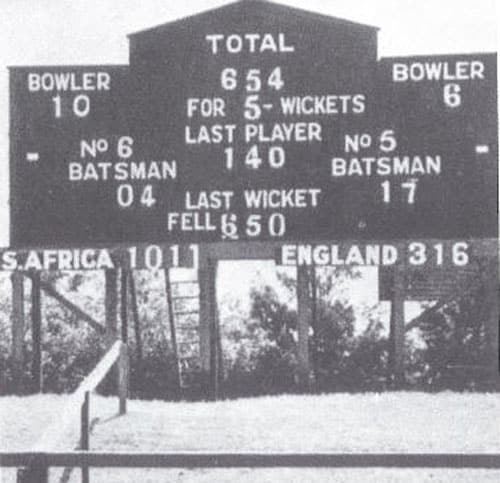 TOTAL
654
FOR 5- WICKETS
LAST PLAYER
140
LAST WICKET
FELL 650
BOWLER
10
- No 6
BATSMAN
04
BOWLER
6
No 5 -
BATSMAN
17
S.AFRICA 1011 ENGLAND 316